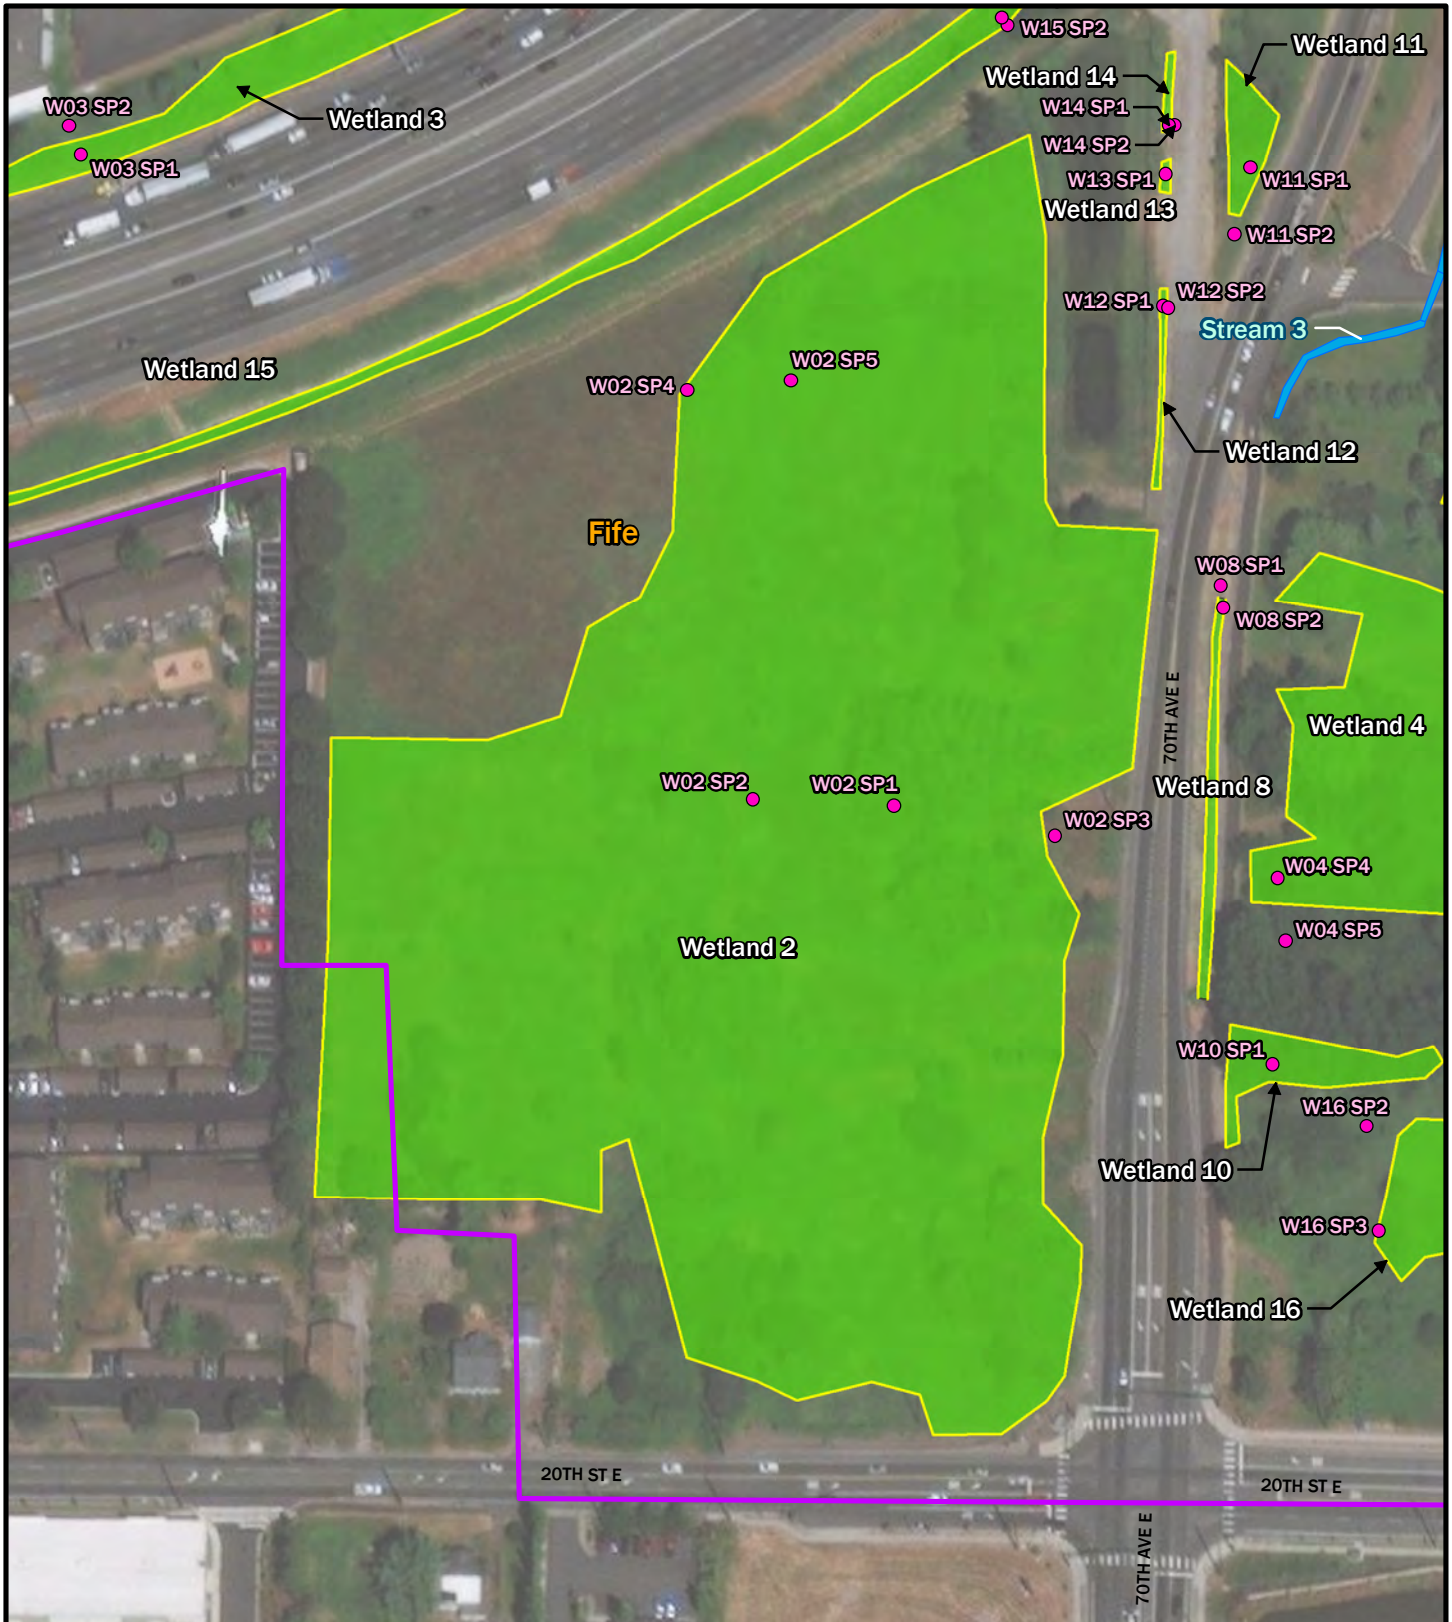 W15 SP2
Wetland 11
Wetland 14
W03 SP2
W14 SP1
Wetland 3
W14 SP2
W03 SP1
W13 SP1
W11 SP1
Wetland 13
W11 SP2
W12 SP2
W12 SP1
Stream 3
Wetland 15
W02 SP5
W02 SP4
Wetland 12
Fife
W08 SP1
W08 SP2
70TH AVE E
Wetland 4
W02 SP2
W02 SP1
Wetland 8
W02 SP3
W04 SP4
W04 SP5
Wetland 2
W10 SP1
W16 SP2
Wetland 10
W16 SP3
Wetland 16
20TH ST E
20TH ST E
70TH AVE E